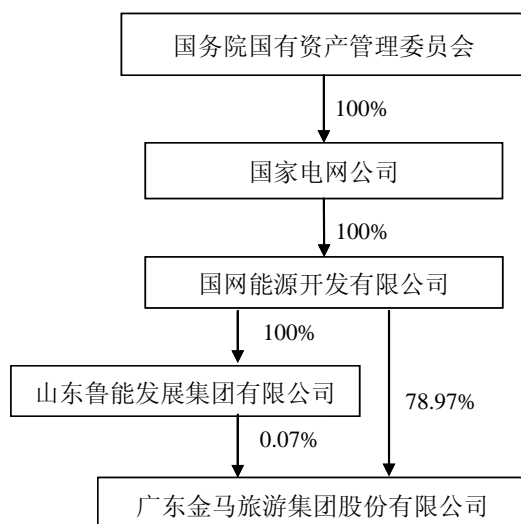 国务院国有资产管理委员会
100%
国家电网公司
100%
国网能源开发有限公司
100%
山东鲁能发展集团有限公司
78.97%
0.07%
广东金马旅游集团股份有限公司